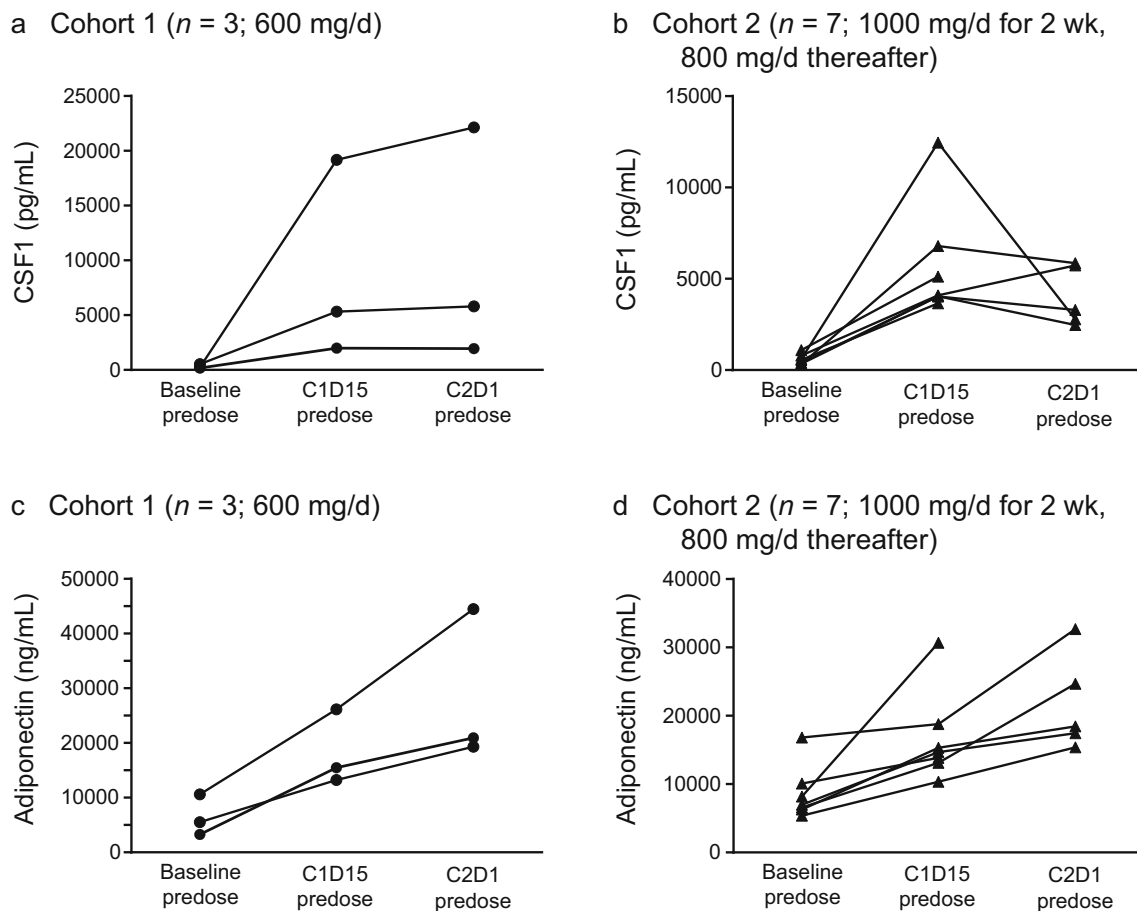 a Cohort 1 (n = 3; 600 mg/d)
25000
20000
15000
10000
5000
0
CSF1 (pg/mL)
Baseline
predose
C1D15
predose
C2D1
predose
b Cohort 2 (n = 7; 1000 mg/d for 2 wk,
800 mg/d thereafter)
15000
10000
5000
0
CSF1 (pg/mL)
Baseline
predose
C1D15
predose
C2D1
predose
c Cohort 1 (n = 3; 600 mg/d)
50000
40000
30000
20000
10000
0
Adiponectin (ng/mL)
Baseline
predose
C1D15
predose
C2D1
predose
d Cohort 2 (n = 7; 1000 mg/d for 2 wk,
800 mg/d thereafter)
40000
30000
20000
10000
0
Adiponectin (ng/mL)
Baseline
predose
C1D15
predose
C2D1
predose